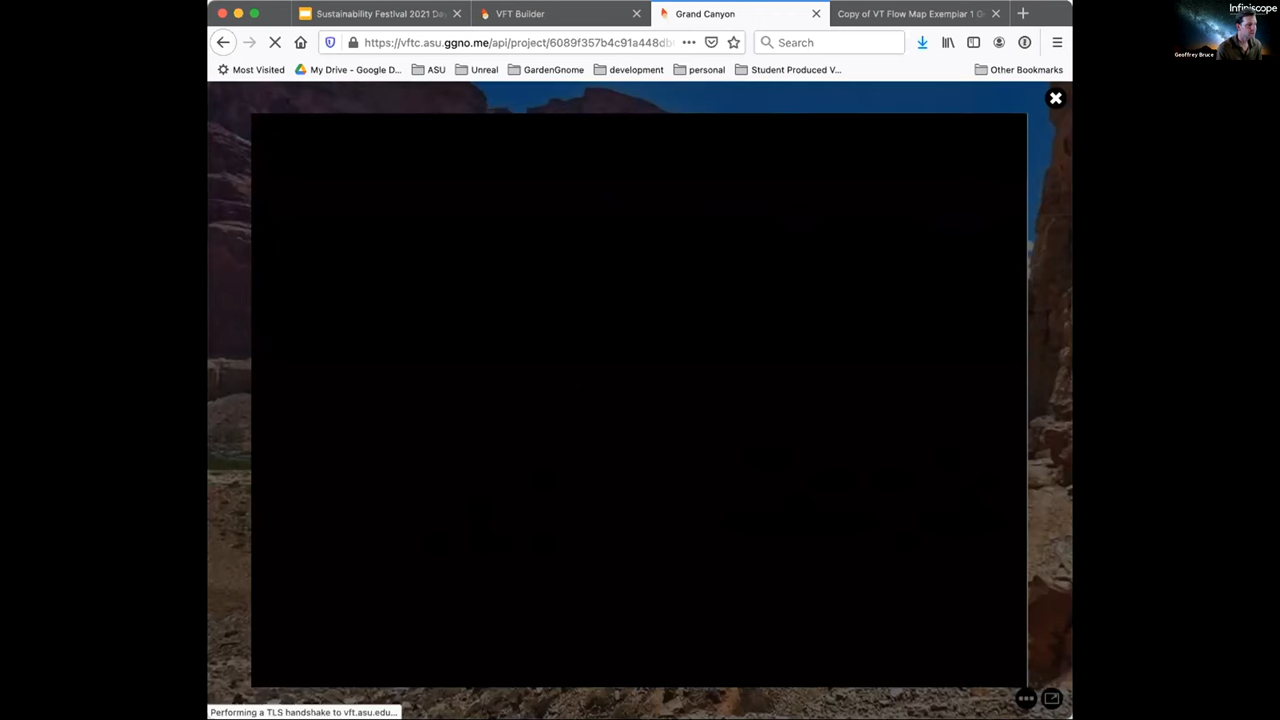 Sustainability Festival 2021 Day
VFT Builder
Grand Canyon
Copy of VT Flow Map Exemplar 1 G
https://vftc.asu.ggno.me/api/project/6089f357b4c91a448db
Search
Most Visited
My Drive - Google D...
ASU
Unreal
GardenGnome
development
personal
Student Produced V...
Other Bookmarks
Performing a TLS handshake to vft.asu.edu...
Infiniscope
Geoffrey Bruce